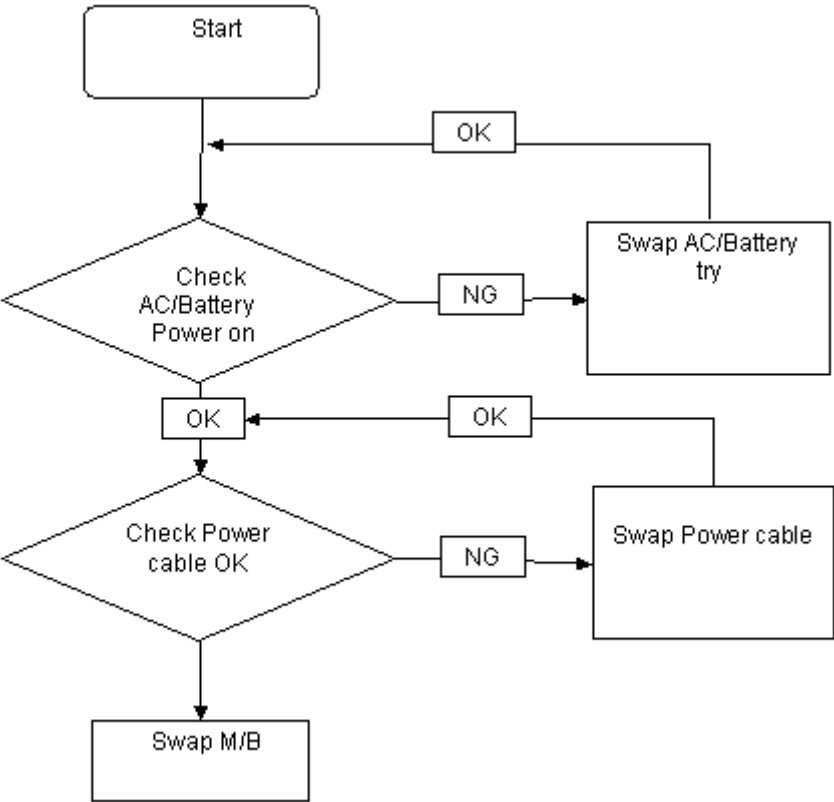 Start
OK
Check
AC/Battery
Power on
NG
Swap AC/Battery
try
OK
OK
Check Power
cable OK
NG
Swap Power cable
Swap M/B